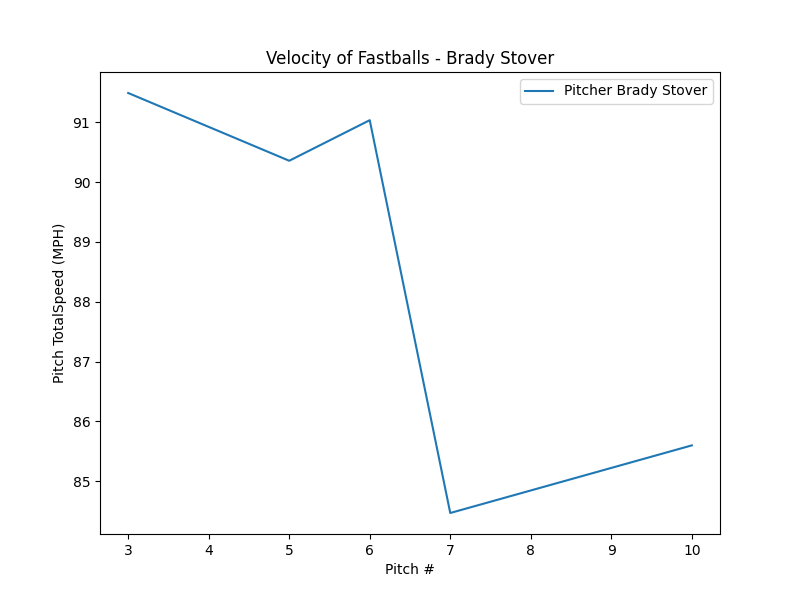 Velocity of Fastballs - Brady Stover
Pitcher Brady Stover
91
90
89
88
87
86
85
Pitch TotalSpeed (MPH)
3 4 5 6 7 8 9 10
Pitch #